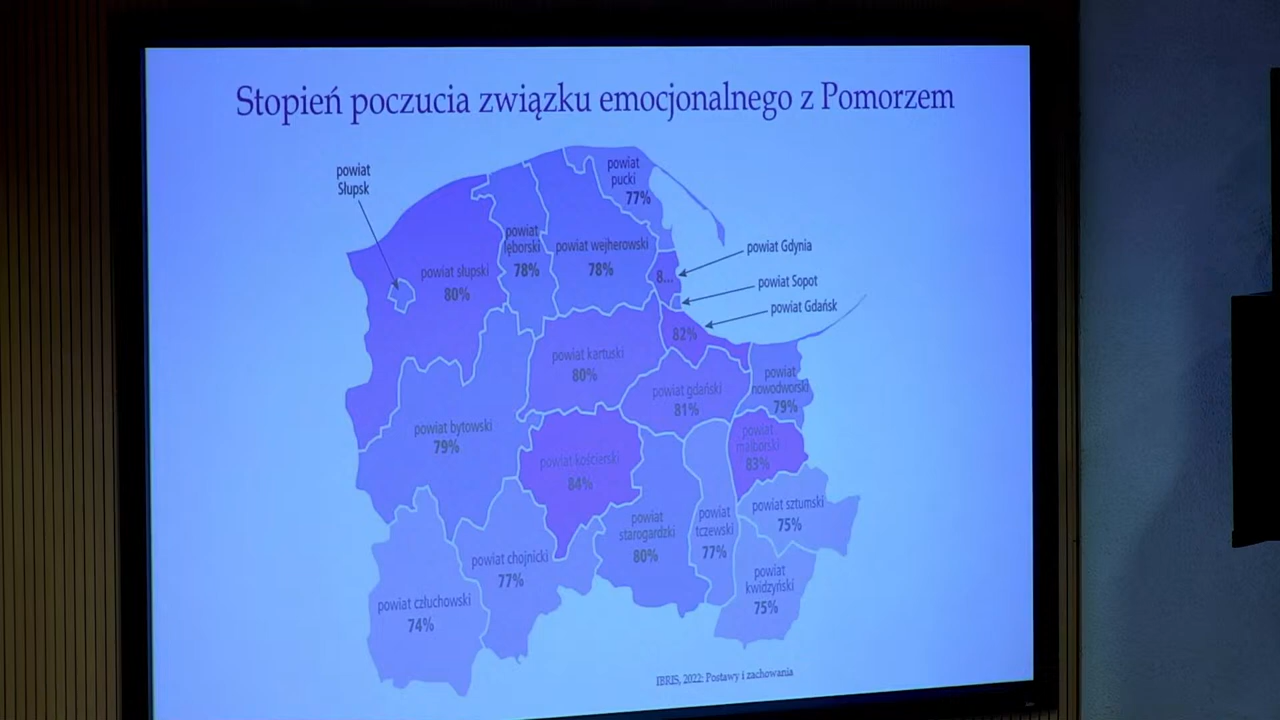 Stopień poczucia związku emocjonalnego z Pomorzem
powiat
Słupsk
powiat
pucki
77%
powiat
lęborski
78%
powiat wejherowski
78%
powiat słupski
80%
8...
powiat Gdynia
powiat Sopot
powiat Gdańsk
82%
powiat kartuski
80%
powiat gdański
81%
powiat
nowodworski
79%
powiat bytowski
79%
powiat kościerski
84%
powiat
malborski
83%
powiat
starogardzki
80%
powiat
tczewski
77%
powiat sztumski
75%
powiat chojnicki
77%
powiat
kwidzyński
75%
powiat człuchowski
74%
IBRIS, 2022: Postawy i zachowania